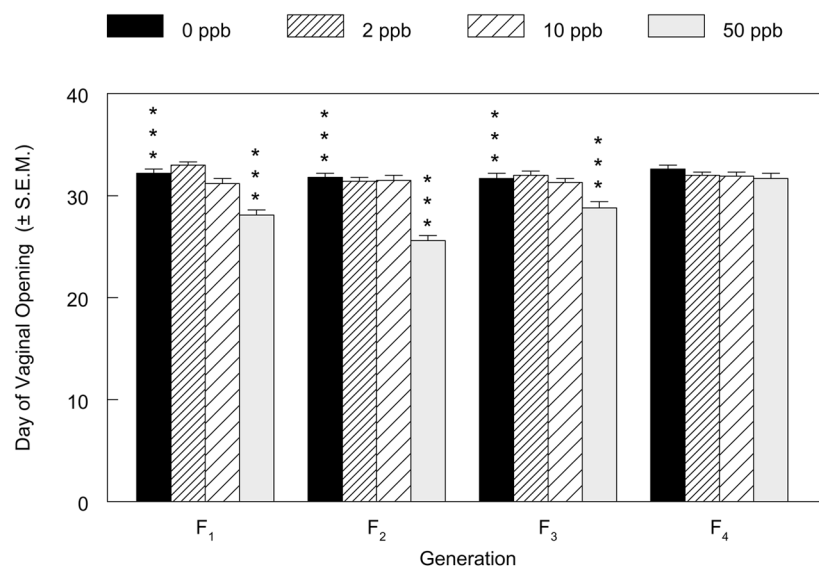 0 ppb 2 ppb 10 ppb 50 ppb
Day of Vaginal Opening (± S.E.M.)
40
30
20
10
0
*** *** *** *** *** ***
F₁ F₂ F₃ F₄
Generation